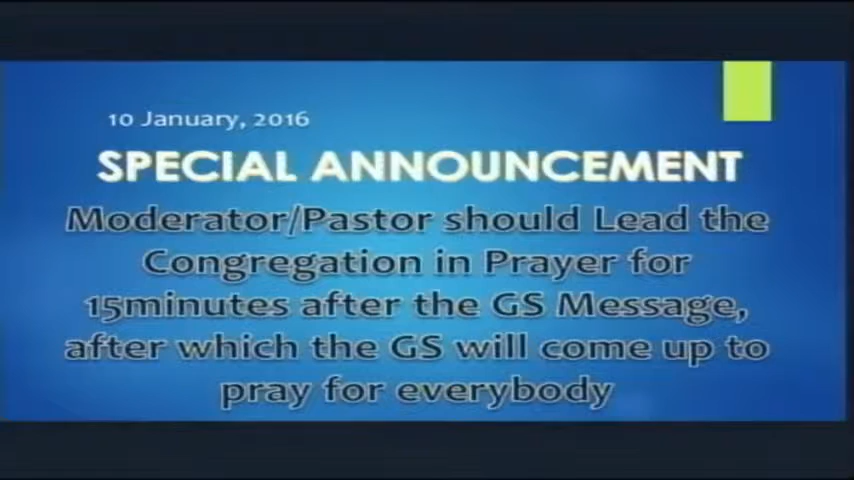 10 January, 2016
SPECIAL ANNOUNCEMENT
Moderator/Pastor should Lead the
Congregation in Prayer for
15minutes after the GS Message,
after which the GS will come up to
pray for everybody